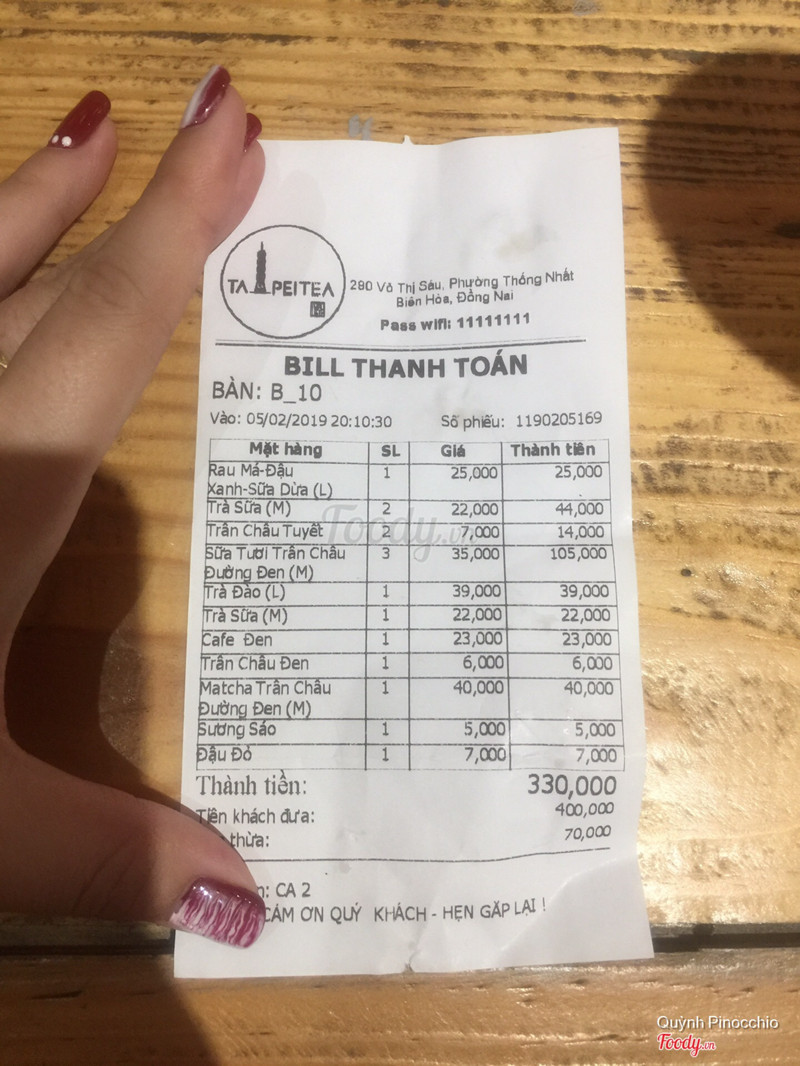 TAIPEITEA
280 Võ Thị Sáu, Phường Thống Nhất
Biên Hòa, Đồng Nai
Pass wifi: 11111111
BILL THANH TOÁN
BÀN: B_10
Vào: 05/02/2019 20:10:30 Số phiếu: 1190205169
Mặt hàng SL Giá Thành tiền
Rau Má-Đậu 1 25,000 25,000
Xanh-Sữa Dừa (L)
Trà Sữa (M) 2 22,000 44,000
Trân Châu Tuyết 2 7,000 14,000
Sữa Tươi Trân Châu 3 35,000 105,000
Đường Đen (M)
Trà Đào (L) 1 39,000 39,000
Trà Sữa (M) 1 22,000 22,000
Cafe Đen 1 23,000 23,000
Trân Châu Đen 1 6,000 6,000
Matcha Trân Châu 1 40,000 40,000
Đường Đen (M)
Sương Sáo 1 5,000 5,000
Đậu Đỏ 1 7,000 7,000
Thành tiền: 330,000
Tiền khách đưa: 400,000
thừa: 70,000
CA 2
CÁM ƠN QUÝ KHÁCH - HẸN GẶP LẠI !
Foody.vn
Quỳnh Pinocchio
Foody.vn